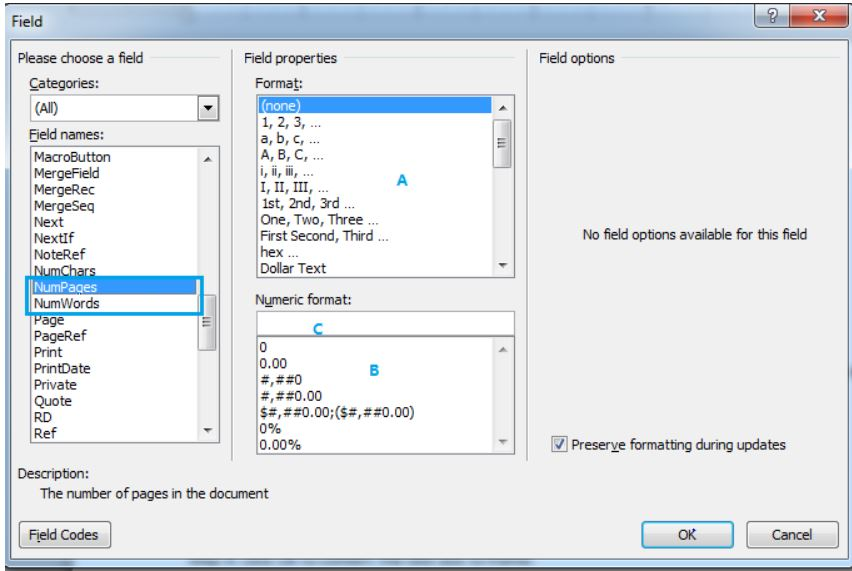 Field
Please choose a field
Categories:
(All)
Field names:
MacroButton
MergeField
MergeRec
MergeSeq
Next
NextIf
NoteRef
NumChars
NumPages
NumWords
Page
PageRef
Print
PrintDate
Private
Quote
RD
Ref
Field properties
Format:
(none)
1, 2, 3, ...
a, b, c, ...
A, B, C, ...
i, ii, iii, ...
I, II, III, ...
1st, 2nd, 3rd ...
One, Two, Three ...
First Second, Third ...
hex ...
Dollar Text
A
Numeric format:
C
0
0.00
#,##0
#,##0.00
$#,##0.00;($#,##0.00)
0%
0.00%
B
Field options
No field options available for this field
Preserve formatting during updates
Description:
The number of pages in the document
Field Codes
OK
Cancel